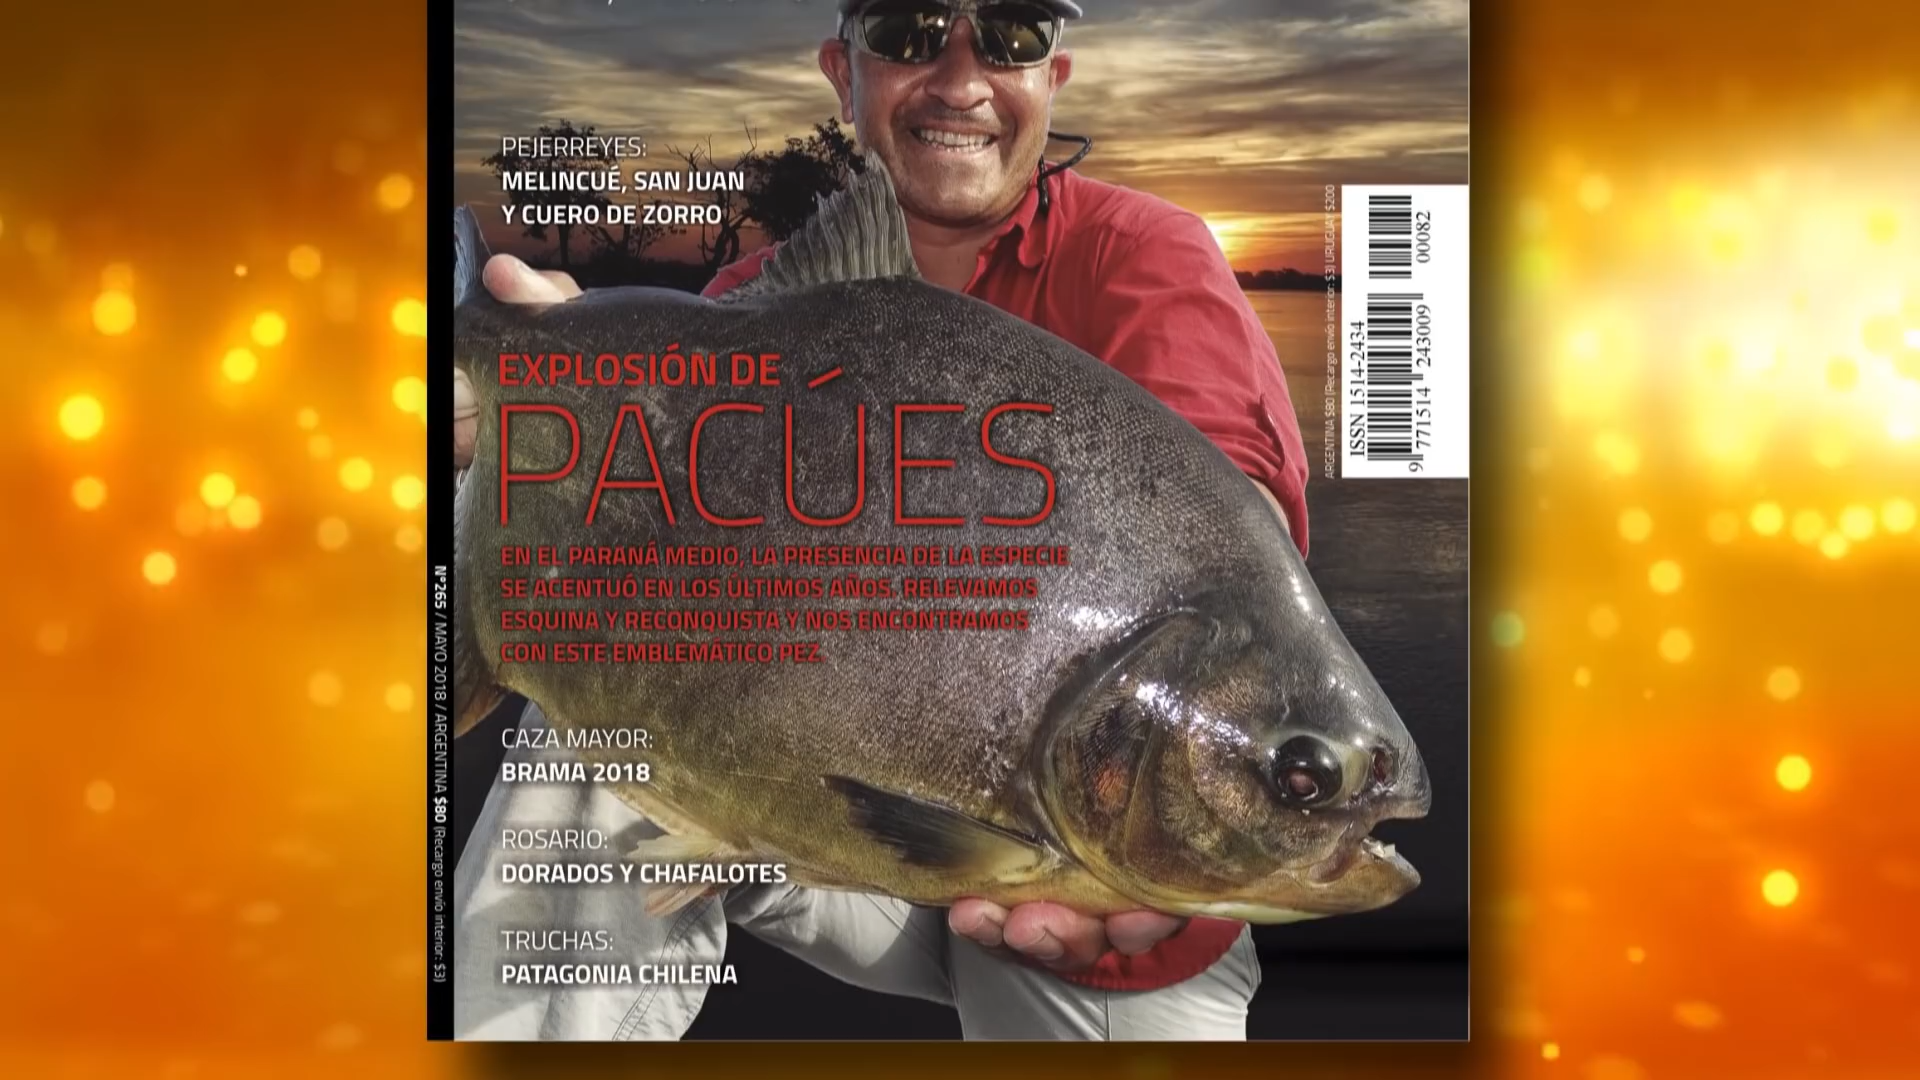 PEJERREYES:
MELINCUÉ, SAN JUAN
Y CUERO DE ZORRO
EXPLOSIÓN DE
PACÚES
EN EL PARANÁ MEDIO, LA PRESENCIA DE LA ESPECIE
SE ACENTUÓ EN LOS ÚLTIMOS AÑOS. RELEVAMOS
ESQUINA Y RECONQUISTA Y NOS ENCONTRAMOS
CON ESTE EMBLEMÁTICO PEZ.
CAZA MAYOR:
BRAMA 2018
ROSARIO:
DORADOS Y CHAFALOTES
TRUCHAS:
PATAGONIA CHILENA
Nº265 / MAYO 2018 / ARGENTINA $80 (Recargo envío interior: $3)
ARGENTINA $80 (Recargo envío interior: $3) URUGUAY $200
ISSN 1514-2434
9 771514 243009
00082